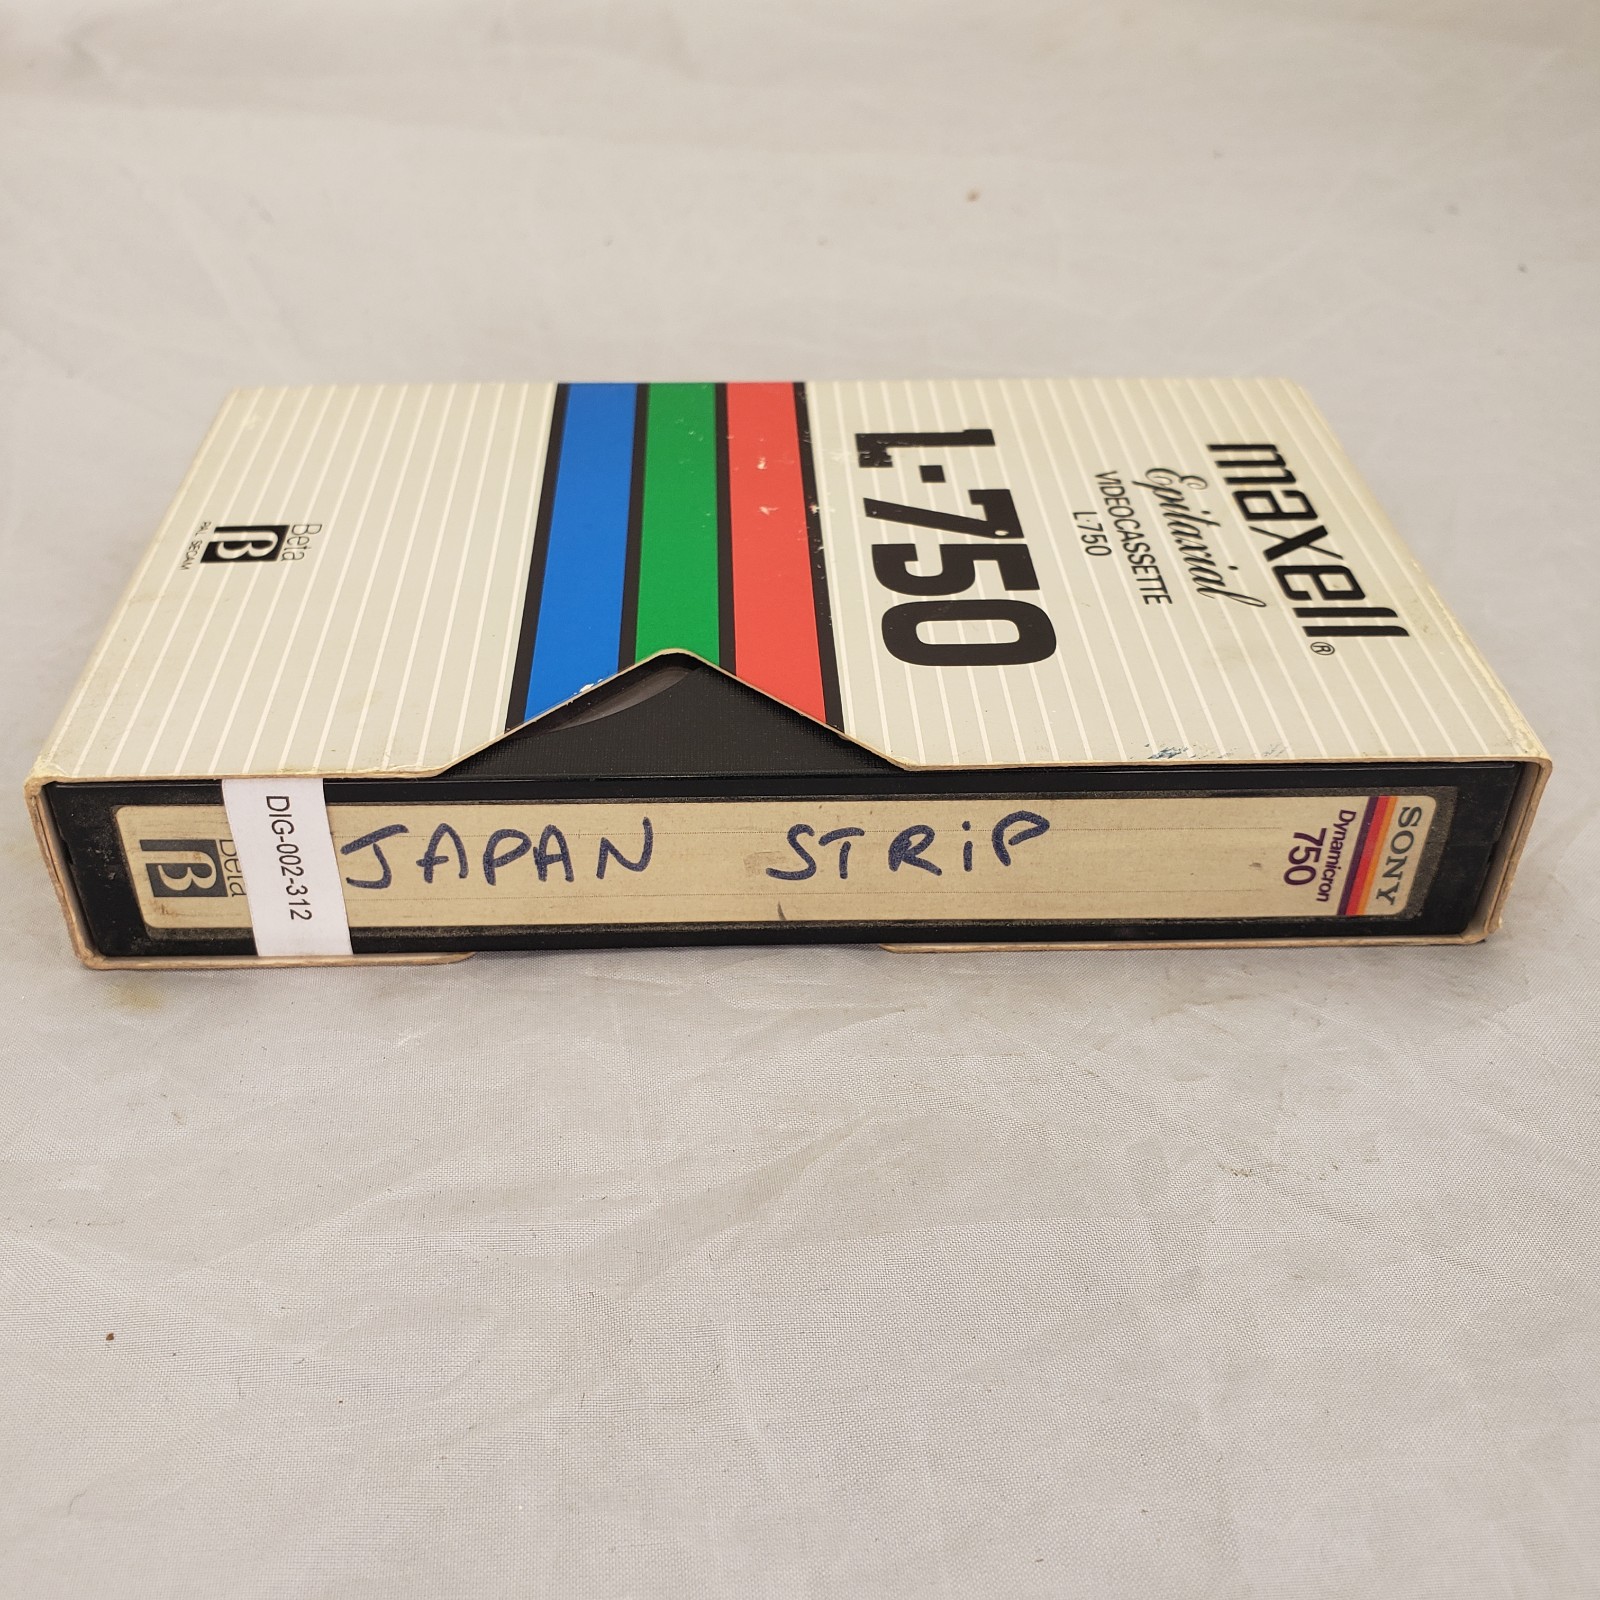 maxell®
Epitaxial
VIDEOCASSETTE
L-750
L-750
Beta
B
PAL SECAM
Beta
B
DIG-002-312
JAPAN STRiP
SONY
Dynamicron
750